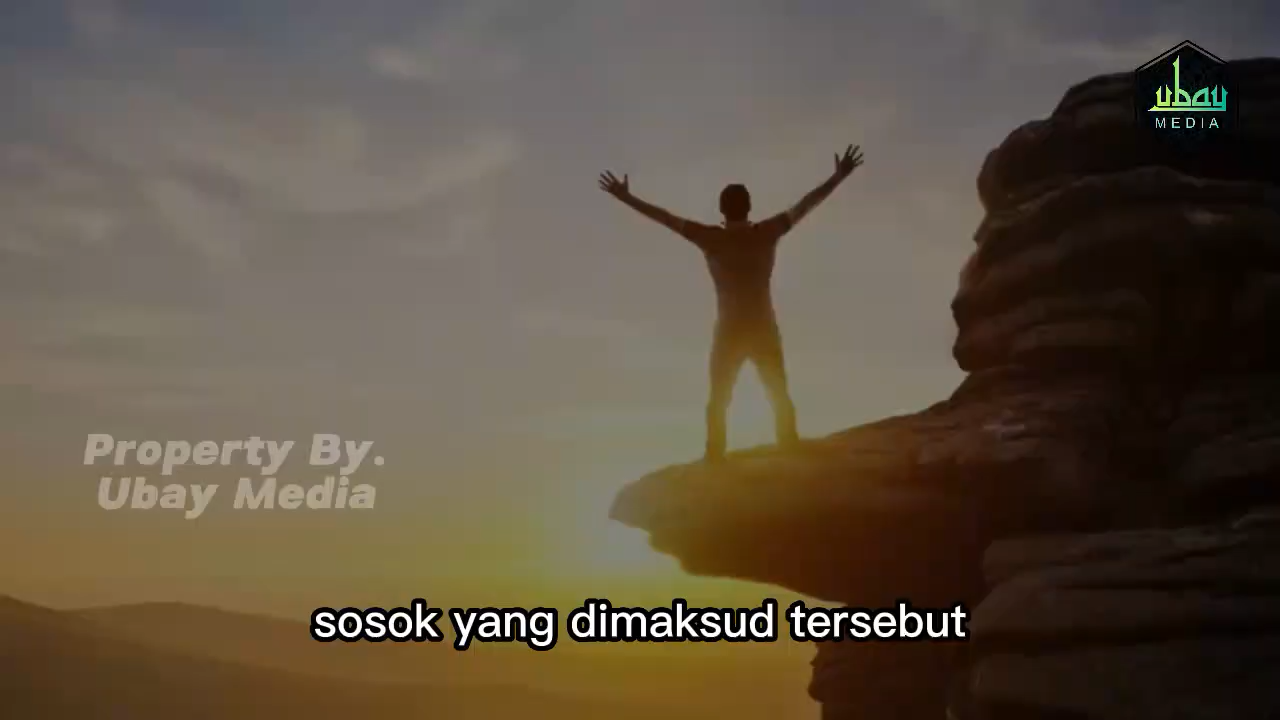 ubay
MEDIA
Property By.
Ubay Media
sosok yang dimaksud tersebut